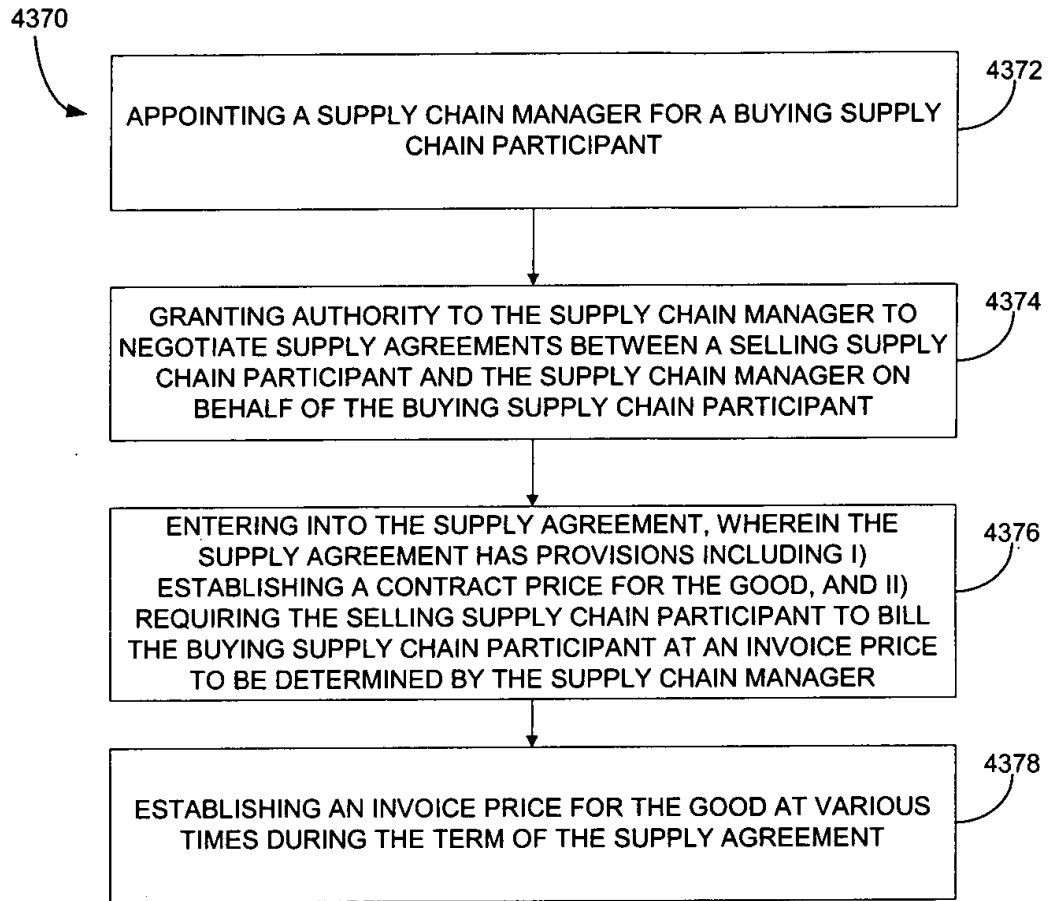 4370
4372
APPOINTING A SUPPLY CHAIN MANAGER FOR A BUYING SUPPLY
CHAIN PARTICIPANT
4374
GRANTING AUTHORITY TO THE SUPPLY CHAIN MANAGER TO
NEGOTIATE SUPPLY AGREEMENTS BETWEEN A SELLING SUPPLY
CHAIN PARTICIPANT AND THE SUPPLY CHAIN MANAGER ON
BEHALF OF THE BUYING SUPPLY CHAIN PARTICIPANT
4376
ENTERING INTO THE SUPPLY AGREEMENT, WHEREIN THE
SUPPLY AGREEMENT HAS PROVISIONS INCLUDING I)
ESTABLISHING A CONTRACT PRICE FOR THE GOOD, AND II)
REQUIRING THE SELLING SUPPLY CHAIN PARTICIPANT TO BILL
THE BUYING SUPPLY CHAIN PARTICIPANT AT AN INVOICE PRICE
TO BE DETERMINED BY THE SUPPLY CHAIN MANAGER
4378
ESTABLISHING AN INVOICE PRICE FOR THE GOOD AT VARIOUS
TIMES DURING THE TERM OF THE SUPPLY AGREEMENT